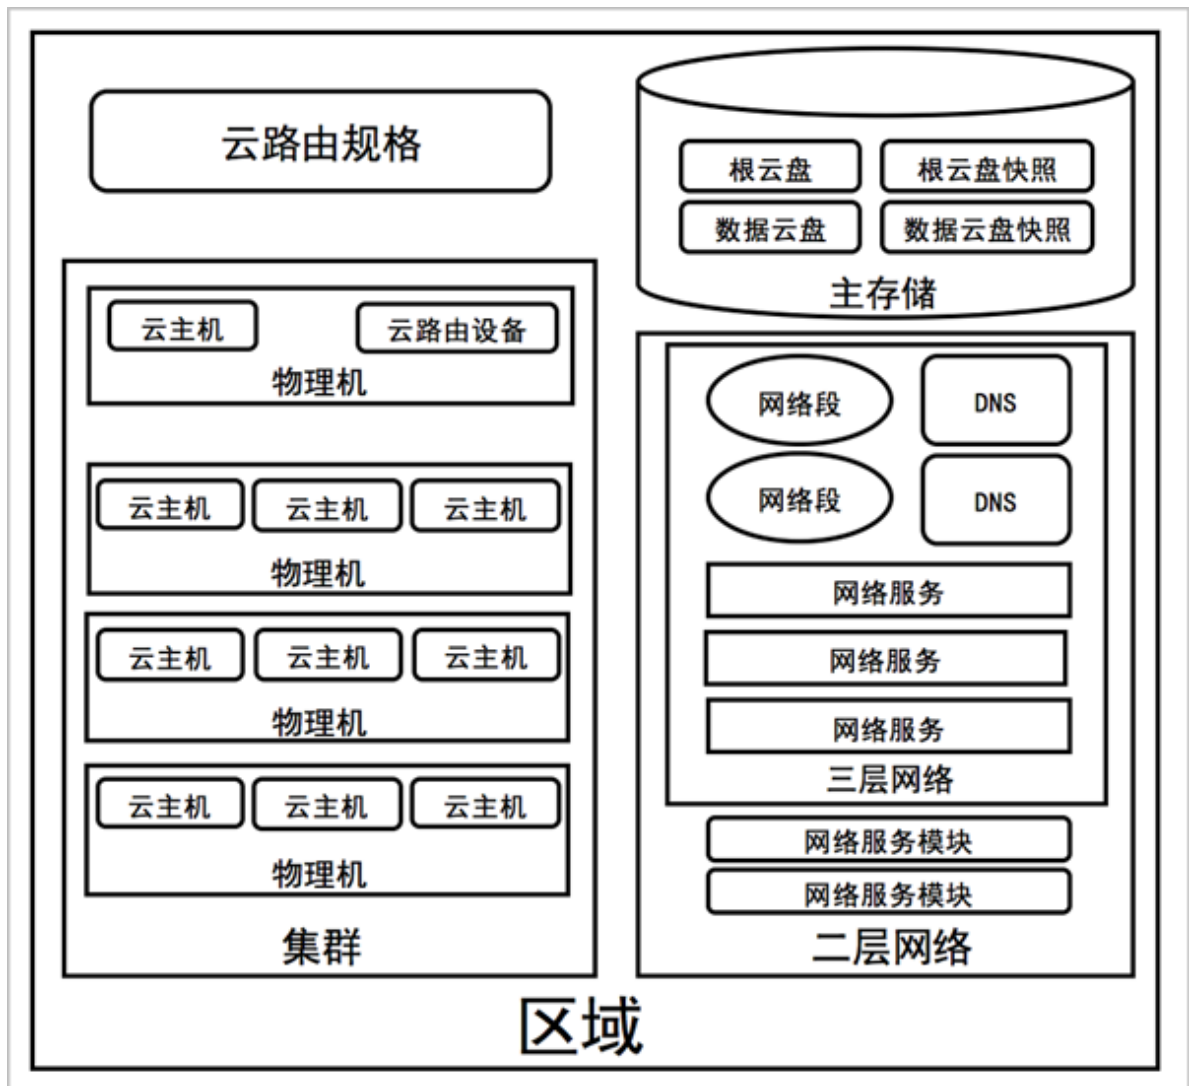 云路由规格
根云盘 根云盘快照
数据云盘 数据云盘快照
主存储
云主机 云路由设备
物理机
云主机 云主机 云主机
物理机
云主机 云主机 云主机
物理机
云主机 云主机 云主机
物理机
集群
网络段 DNS
网络段 DNS
网络服务
网络服务
网络服务
三层网络
网络服务模块
网络服务模块
二层网络
区域